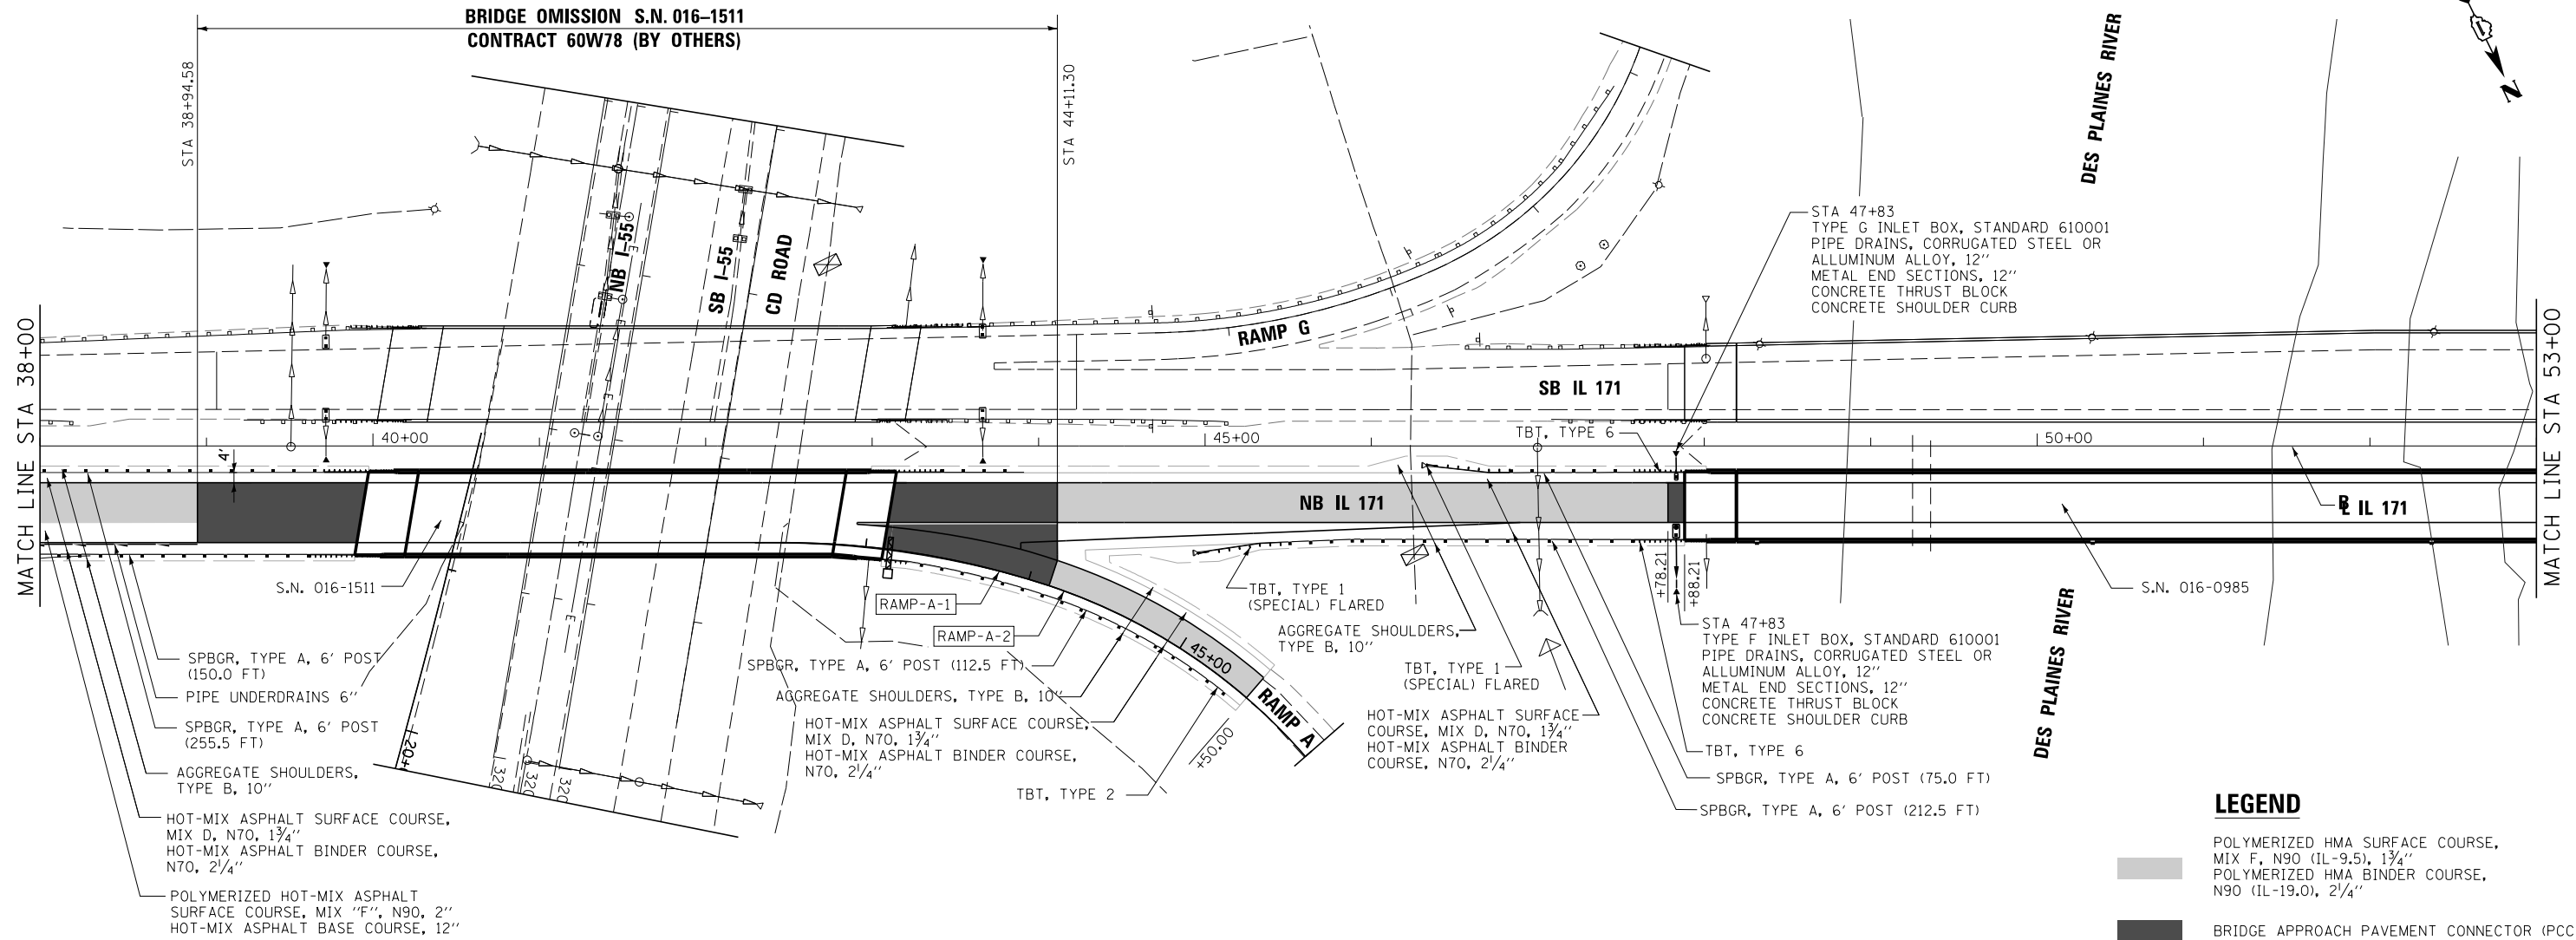 BRIDGE OMISSION S.N. 016-1511
CONTRACT 60W78 (BY OTHERS)
STA 38+94.58
STA 44+11.30
DES PLAINES RIVER
N
NB I-55
SB I-55
CD ROAD
RAMP G
STA 47+83
TYPE G INLET BOX, STANDARD 610001
PIPE DRAINS, CORRUGATED STEEL OR
ALLUMINUM ALLOY, 12"
METAL END SECTIONS, 12"
CONCRETE THRUST BLOCK
CONCRETE SHOULDER CURB
MATCH LINE STA 38+00
MATCH LINE STA 53+00
SB IL 171
40+00
45+00
50+00
TBT, TYPE 6
4'
NB IL 171
IL 171
S.N. 016-1511
RAMP-A-1
RAMP-A-2
TBT, TYPE 1
(SPECIAL) FLARED
AGGREGATE SHOULDERS,
TYPE B, 10"
TBT, TYPE 1
(SPECIAL) FLARED
+78.21
+88.21
S.N. 016-0985
STA 47+83
TYPE F INLET BOX, STANDARD 610001
PIPE DRAINS, CORRUGATED STEEL OR
ALLUMINUM ALLOY, 12"
METAL END SECTIONS, 12"
CONCRETE THRUST BLOCK
CONCRETE SHOULDER CURB
DES PLAINES RIVER
SPBGR, TYPE A, 6' POST
(150.0 FT)
PIPE UNDERDRAINS 6"
SPBGR, TYPE A, 6' POST
(255.5 FT)
AGGREGATE SHOULDERS,
TYPE B, 10"
HOT-MIX ASPHALT SURFACE COURSE,
MIX D, N70, 1¾"
HOT-MIX ASPHALT BINDER COURSE,
N70, 2¼"
POLYMERIZED HOT-MIX ASPHALT
SURFACE COURSE, MIX "F", N90, 2"
HOT-MIX ASPHALT BASE COURSE, 12"
320
320
320
SPBGR, TYPE A, 6' POST (112.5 FT)
AGGREGATE SHOULDERS, TYPE B, 10"
HOT-MIX ASPHALT SURFACE COURSE,
MIX D, N70, 1¾"
HOT-MIX ASPHALT BINDER COURSE,
N70, 2¼"
TBT, TYPE 2
45+00
RAMP A
+50.00
HOT-MIX ASPHALT SURFACE
COURSE, MIX D, N70, 1¾"
HOT-MIX ASPHALT BINDER
COURSE, N70, 2¼"
TBT, TYPE 6
SPBGR, TYPE A, 6' POST (75.0 FT)
SPBGR, TYPE A, 6' POST (212.5 FT)
LEGEND
POLYMERIZED HMA SURFACE COURSE,
MIX F, N90 (IL-9.5), 1¾"
POLYMERIZED HMA BINDER COURSE,
N90 (IL-19.0), 2¼"
BRIDGE APPROACH PAVEMENT CONNECTOR (PCC